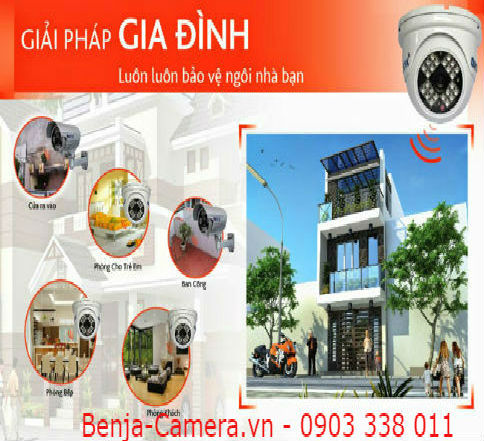 GIẢI PHÁP GIA ĐÌNH
Luôn luôn bảo vệ ngôi nhà bạn
Cửa ra vào
Phòng Cho Trẻ Em
Ban Công
Phòng Bếp
Phòng Khách
Benja-Camera.vn - 0903 338 011